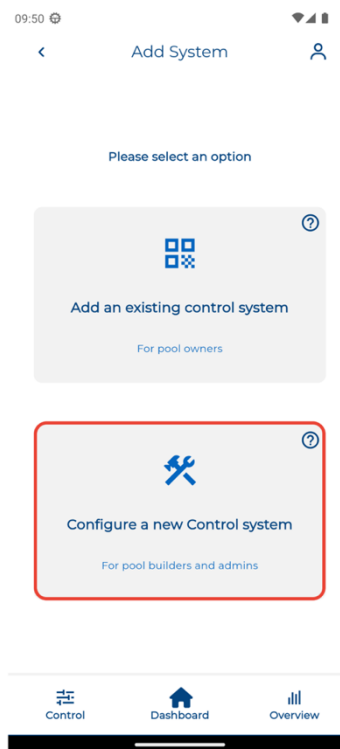 09:50
Add System
Please select an option
Add an existing control system
For pool owners
Configure a new Control system
For pool builders and admins
Control
Dashboard
Overview